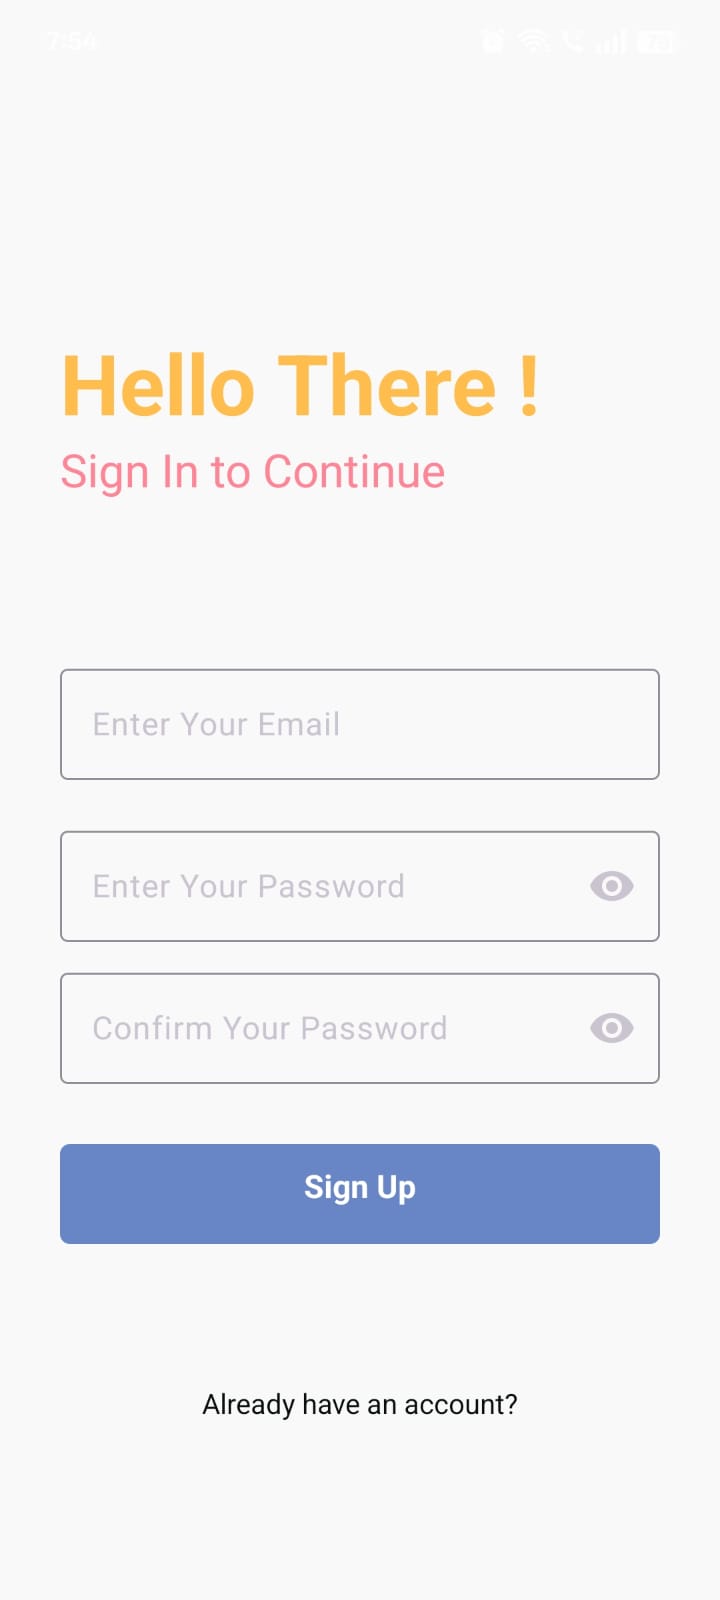 7:54
Hello There !
Sign In to Continue
Enter Your Email
Enter Your Password
Confirm Your Password
Sign Up
Already have an account?